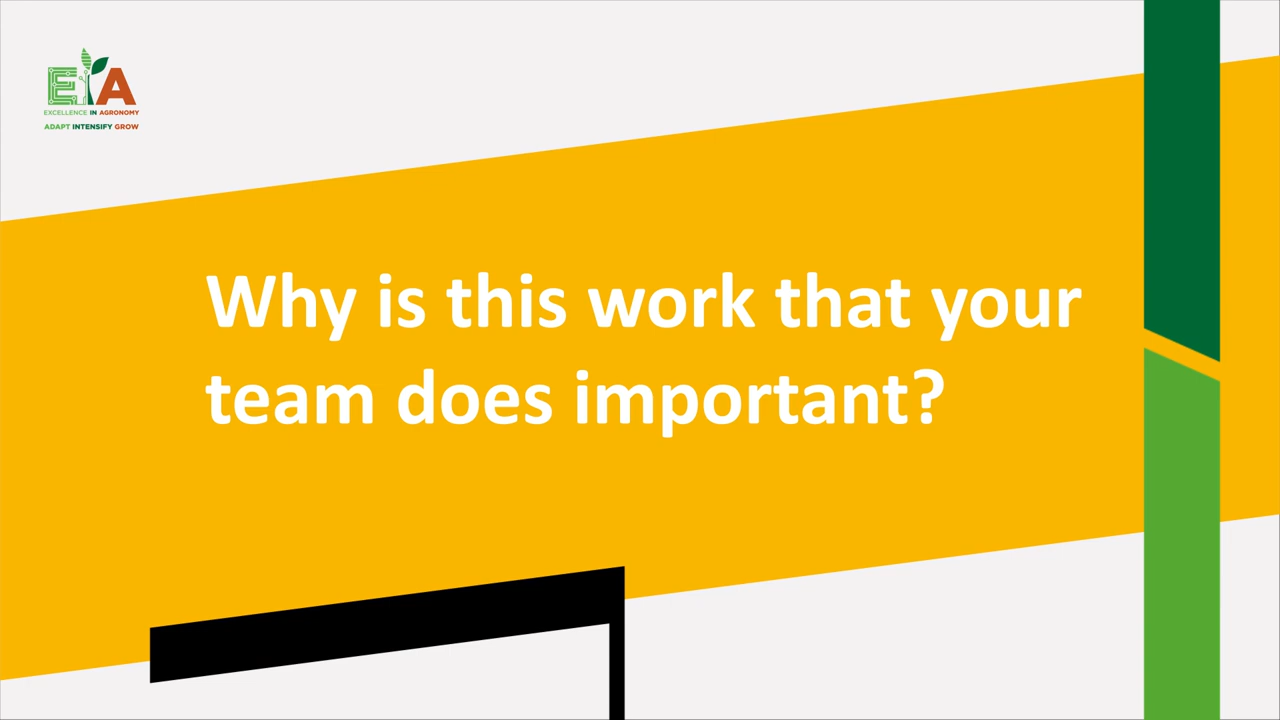 EiA
EXCELLENCE IN AGRONOMY
ADAPT INTENSIFY GROW
Why is this work that your
team does important?